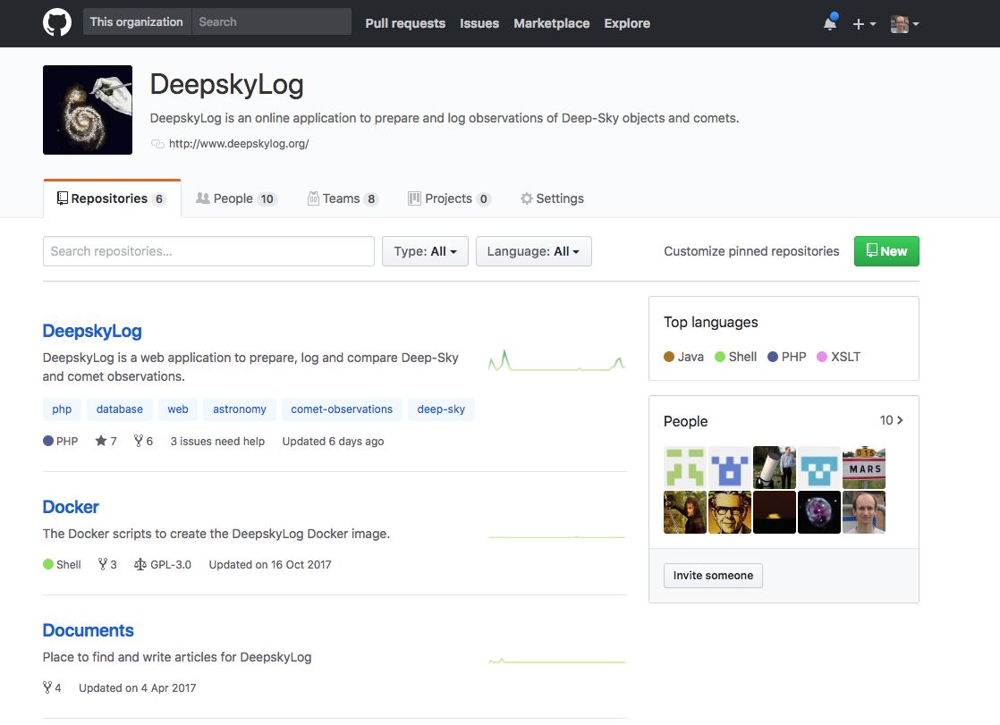 This organization Search Pull requests Issues Marketplace Explore
DeepskyLog
DeepskyLog is an online application to prepare and log observations of Deep-Sky objects and comets.
http://www.deepskylog.org/
Repositories 6 People 10 Teams 8 Projects 0 Settings
Search repositories... Type: All Language: All Customize pinned repositories New
DeepskyLog
DeepskyLog is a web application to prepare, log and compare Deep-Sky
and comet observations.
php database web astronomy comet-observations deep-sky
PHP 7 6 3 issues need help Updated 6 days ago
Docker
The Docker scripts to create the DeepskyLog Docker image.
Shell 3 GPL-3.0 Updated on 16 Oct 2017
Documents
Place to find and write articles for DeepskyLog
4 Updated on 4 Apr 2017
Top languages
Java Shell PHP XSLT
People 10
D15
MARS
Invite someone